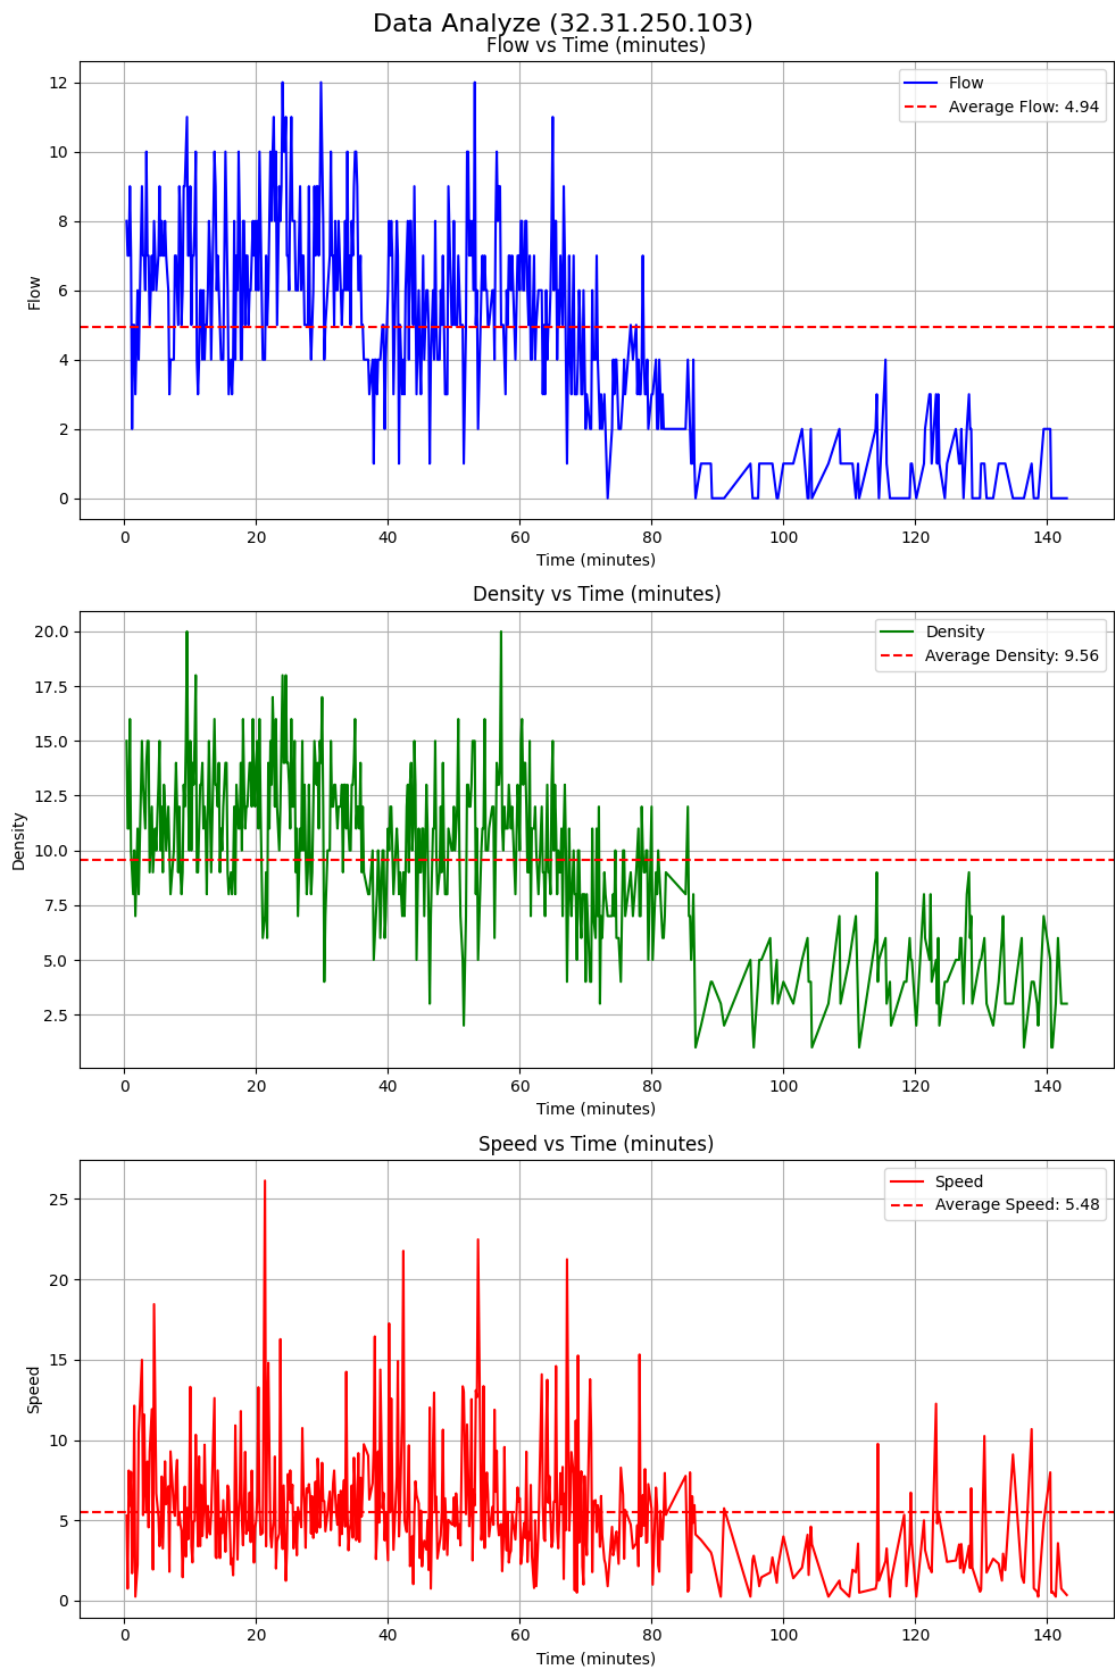 Data Analyze (32.31.250.103)
Flow vs Time (minutes)
Flow
Average Flow: 4.94
12
10
8
6
4
2
0
Flow
0 20 40 60 80 100 120 140
Time (minutes)
Density vs Time (minutes)
Density
Average Density: 9.56
20.0
17.5
15.0
12.5
10.0
7.5
5.0
2.5
Density
0 20 40 60 80 100 120 140
Time (minutes)
Speed vs Time (minutes)
Speed
Average Speed: 5.48
25
20
15
10
5
0
Speed
0 20 40 60 80 100 120 140
Time (minutes)